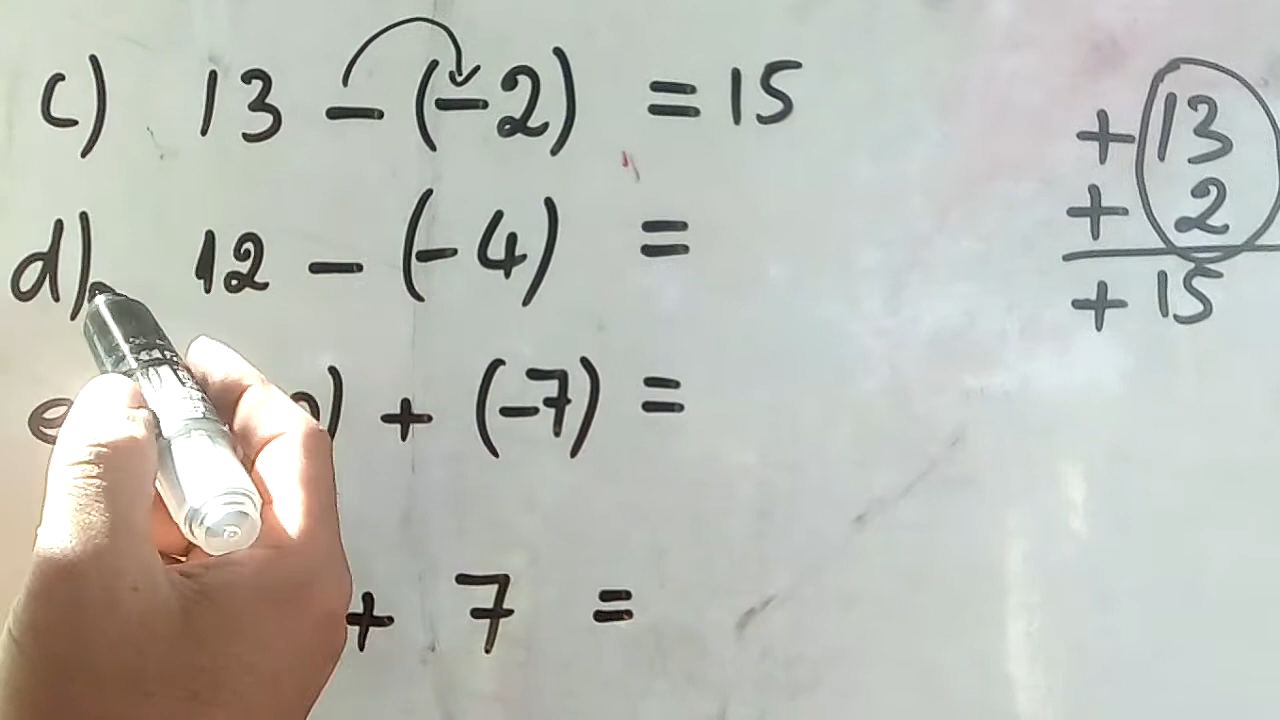 c) 13 - (-2) = 15
d) 12 - (-4) =
e ) + (-7) =
+ 7 =
+ 13
+ 2
+ 15